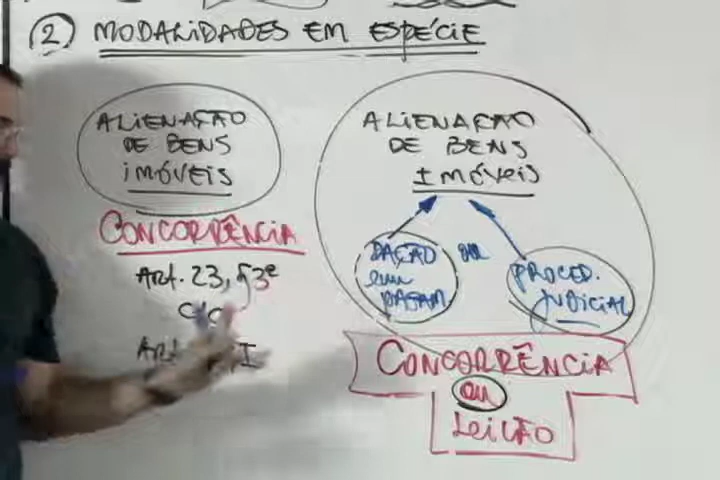 2 MODALIDADES EM ESPÉCIE
ALIENAÇÃO
DE BENS
IMÓVEIS
CONCORRÊNCIA
Art. 23, §3º
c/c
Art. I
ALIENAÇÃO
DE BENS
IMÓVEIS
DAÇÃO
em
PAGAM.
ou
PROCED.
JUDICIAL
CONCORRÊNCIA
ou
LEILÃO